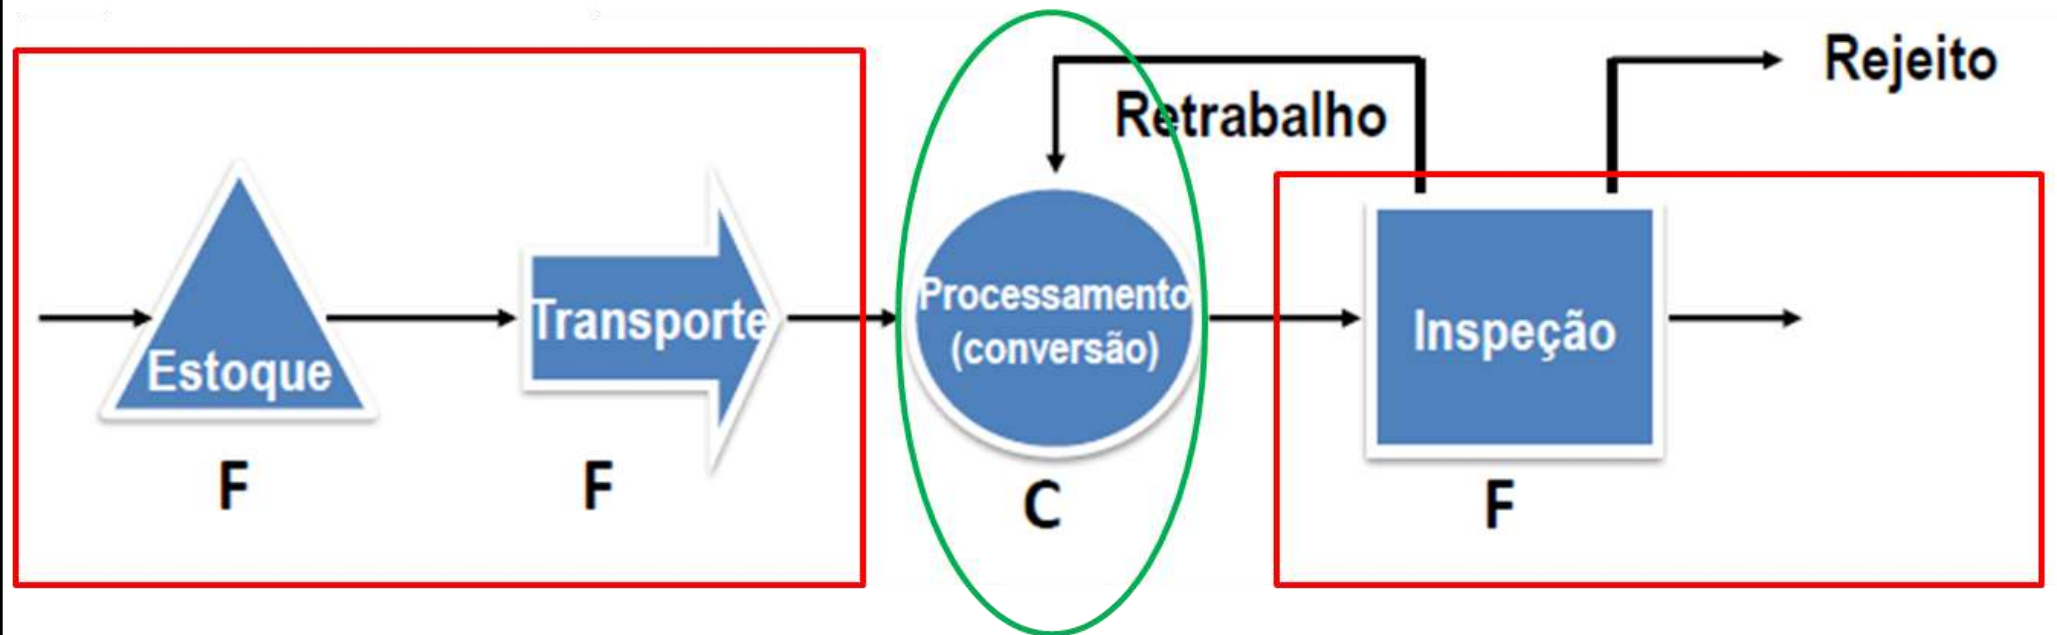 Rejeito
Retrabalho
Estoque
Transporte
Processamento
(conversão)
Inspeção
F
F
C
F